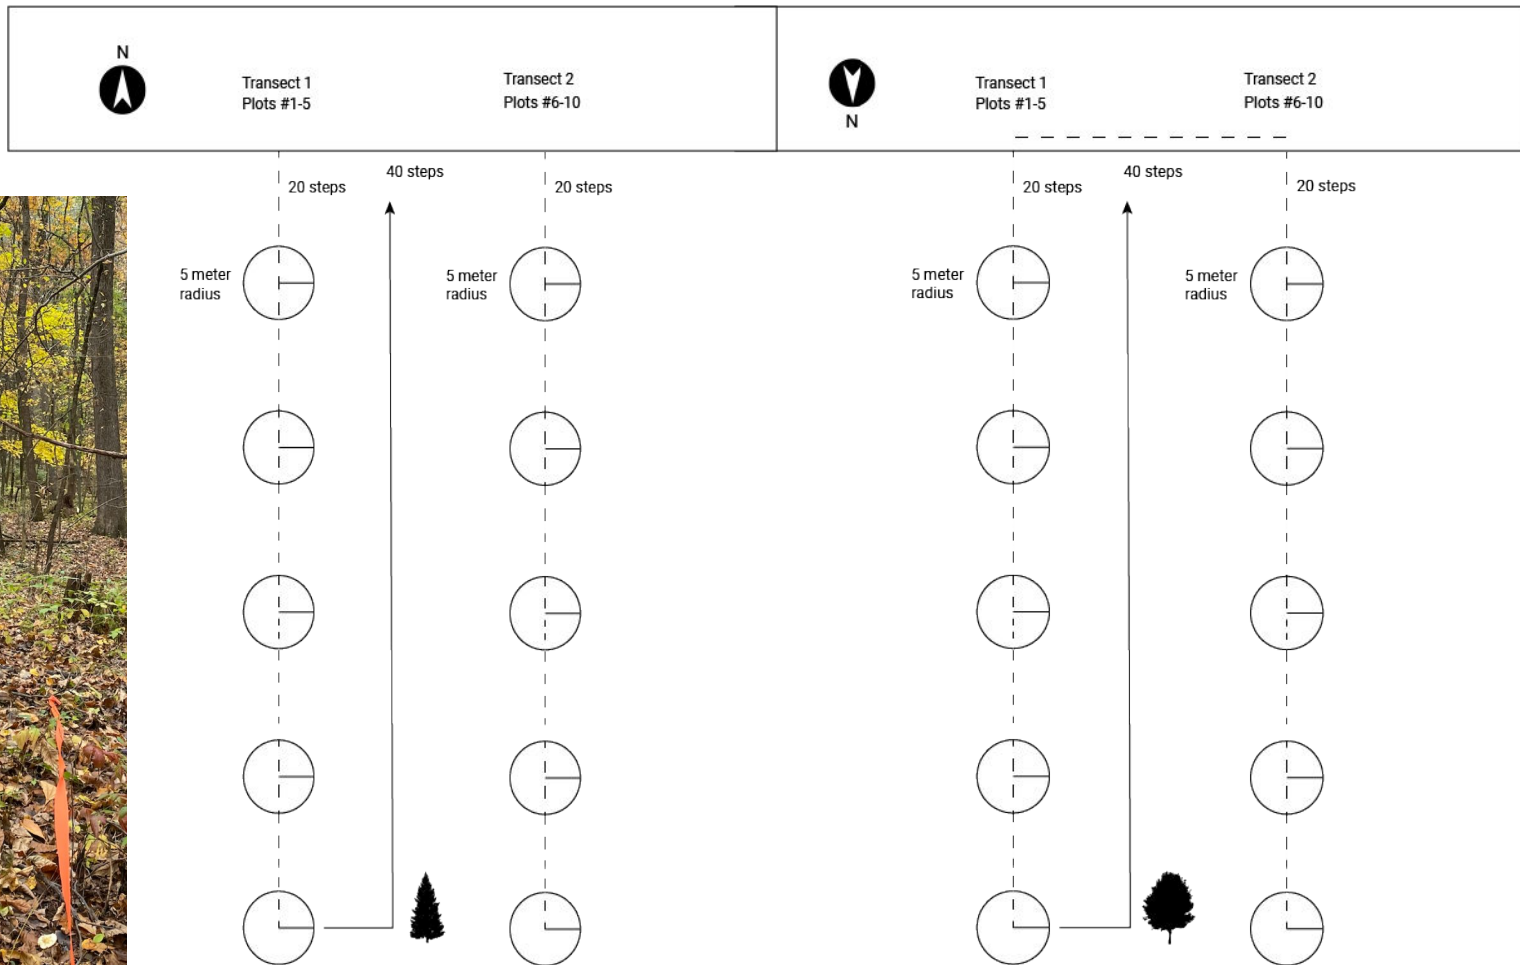 N
Transect 1
Plots #1-5
Transect 2
Plots #6-10
20 steps
40 steps
20 steps
5 meter
radius
5 meter
radius
N
Transect 1
Plots #1-5
Transect 2
Plots #6-10
20 steps
40 steps
20 steps
5 meter
radius
5 meter
radius